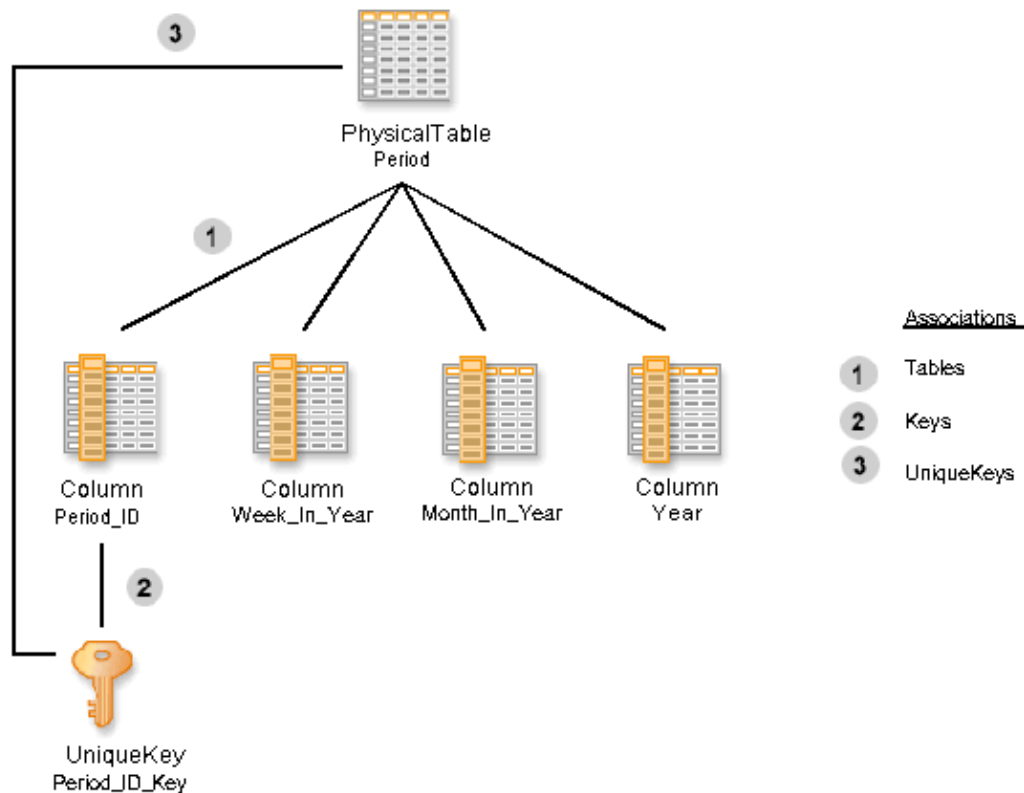 3
PhysicalTable
Period
1
Column
Period_ID
Column
Week_In_Year
Column
Month_In_Year
Column
Year
2
UniqueKey
Period_ID_Key
Associations
1 Tables
2 Keys
3 UniqueKeys